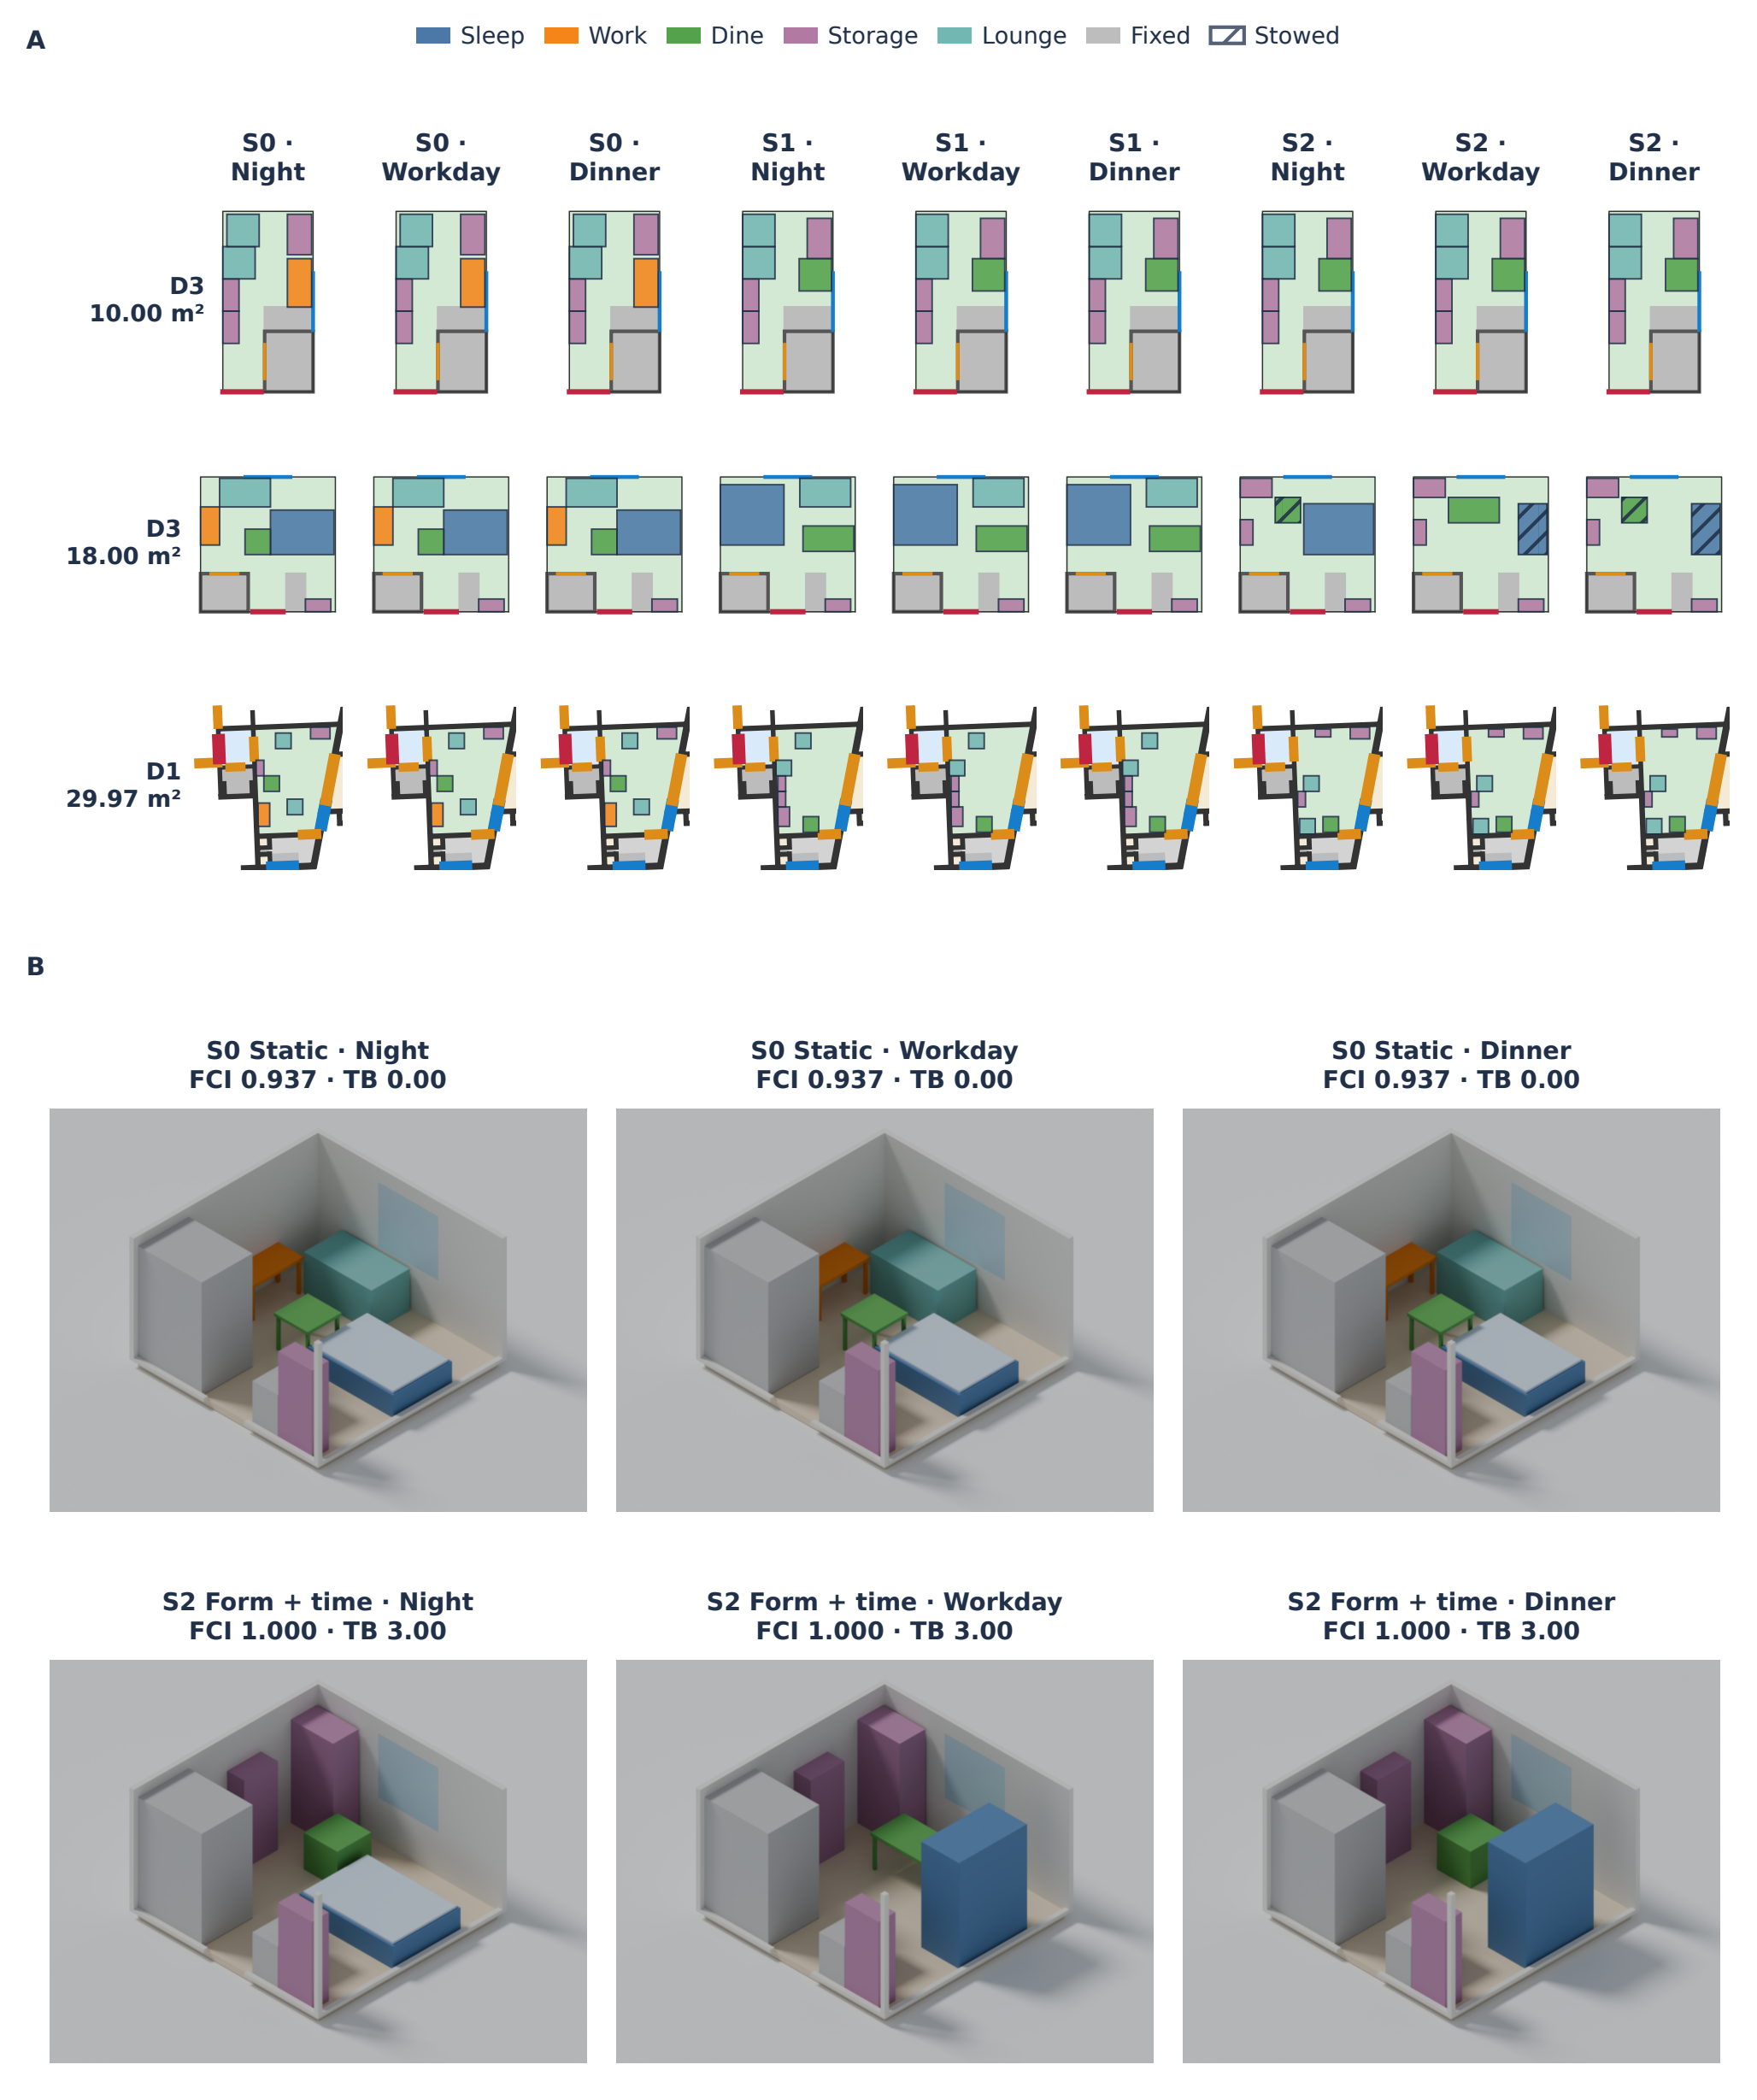 A
Sleep Work Dine Storage Lounge Fixed Stowed
S0 · Night
S0 · Workday
S0 · Dinner
S1 · Night
S1 · Workday
S1 · Dinner
S2 · Night
S2 · Workday
S2 · Dinner
D3
10.00 m²
D3
18.00 m²
D1
29.97 m²
B
S0 Static · Night
FCI 0.937 · TB 0.00
S0 Static · Workday
FCI 0.937 · TB 0.00
S0 Static · Dinner
FCI 0.937 · TB 0.00
S2 Form + time · Night
FCI 1.000 · TB 3.00
S2 Form + time · Workday
FCI 1.000 · TB 3.00
S2 Form + time · Dinner
FCI 1.000 · TB 3.00